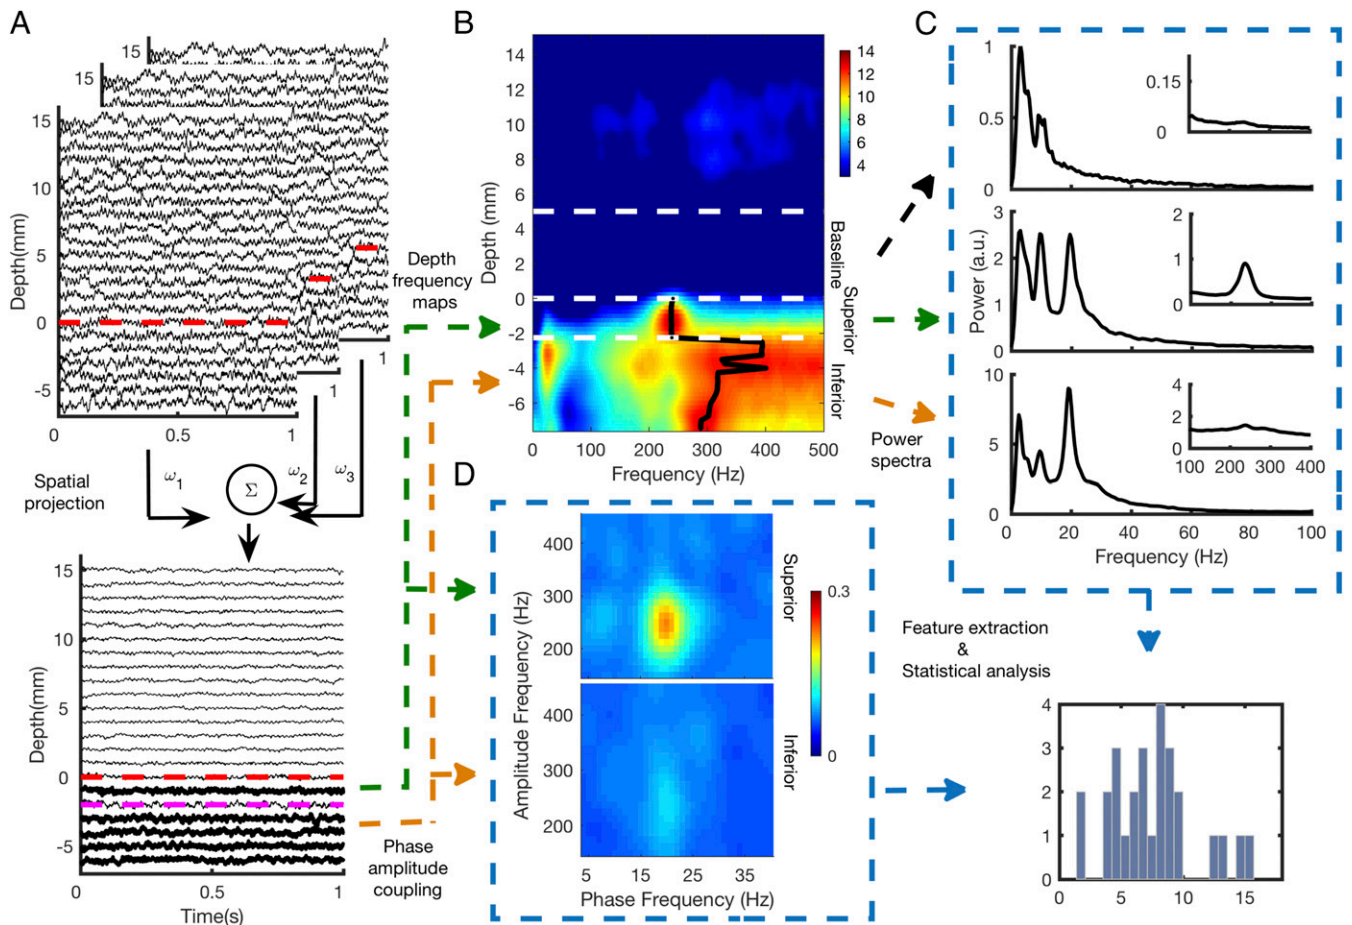 A
15
15
15
10
5
0
-5
Depth(mm)
0
0.5
1
1
1
Spatial
projection
ω1
Σ
ω2
ω3
15
10
5
0
-5
Depth(mm)
0
0.5
1
Time(s)
Depth
frequency
maps
Phase
amplitude
coupling
B
14
12
10
8
6
4
2
0
-2
-4
-6
Depth (mm)
0
100
200
300
400
500
Frequency (Hz)
14
12
10
8
6
4
Baseline
Superior
Inferior
Power
spectra
C
1
0.5
0
0.15
0
3
2
1
0
2
1
0
10
5
0
4
2
0
100
200
300
400
Power (a.u.)
0
20
40
60
80
100
Frequency (Hz)
D
400
300
200
400
300
200
Amplitude Frequency (Hz)
Superior
Inferior
0.3
0
5
15
25
35
Phase Frequency (Hz)
Feature extraction
&
Statistical analysis
4
3
2
1
0
0
5
10
15